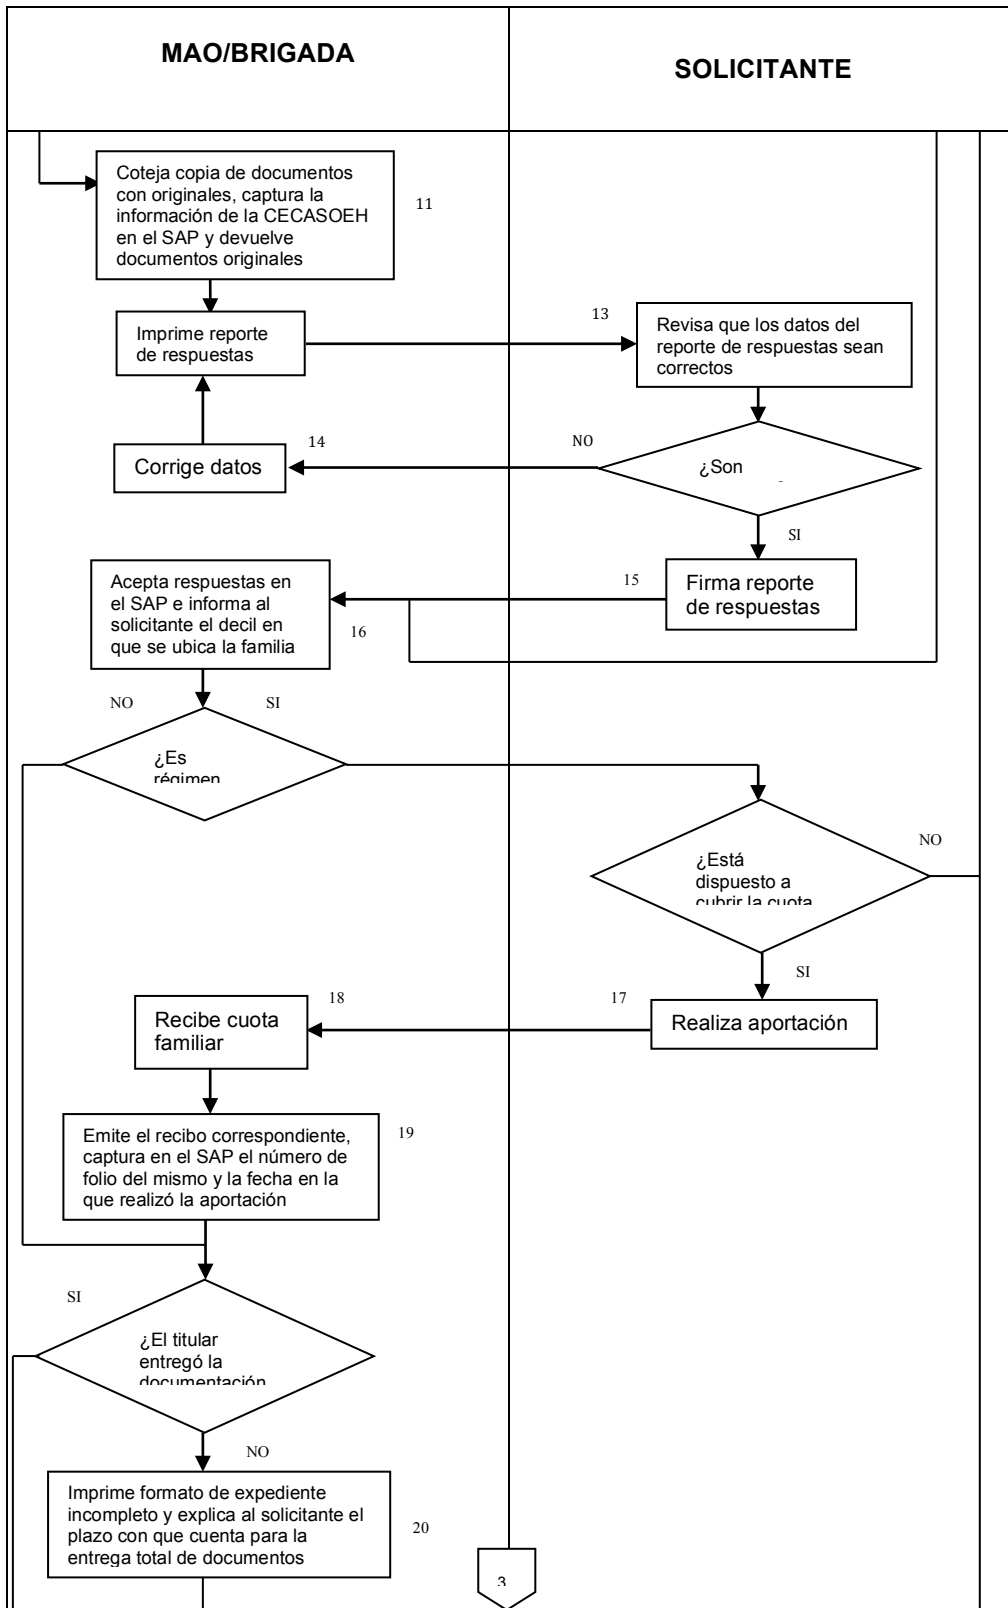 MAO/BRIGADA
SOLICITANTE
Coteja copia de documentos
con originales, captura la
información de la CECASOEH
en el SAP y devuelve
documentos originales
11
Imprime reporte
de respuestas
13
Revisa que los datos del
reporte de respuestas sean
correctos
14
Corrige datos
NO
¿Son
SI
Acepta respuestas en
el SAP e informa al
solicitante el decil en
que se ubica la familia
16
15
Firma reporte
de respuestas
NO
SI
¿Es
régimen
¿Está
dispuesto a
cubrir la cuota
NO
SI
18
Recibe cuota
familiar
17
Realiza aportación
Emite el recibo correspondiente,
captura en el SAP el número de
folio del mismo y la fecha en la
que realizó la aportación
19
SI
¿El titular
entregó la
documentación
NO
Imprime formato de expediente
incompleto y explica al solicitante el
plazo con que cuenta para la
entrega total de documentos
20
3